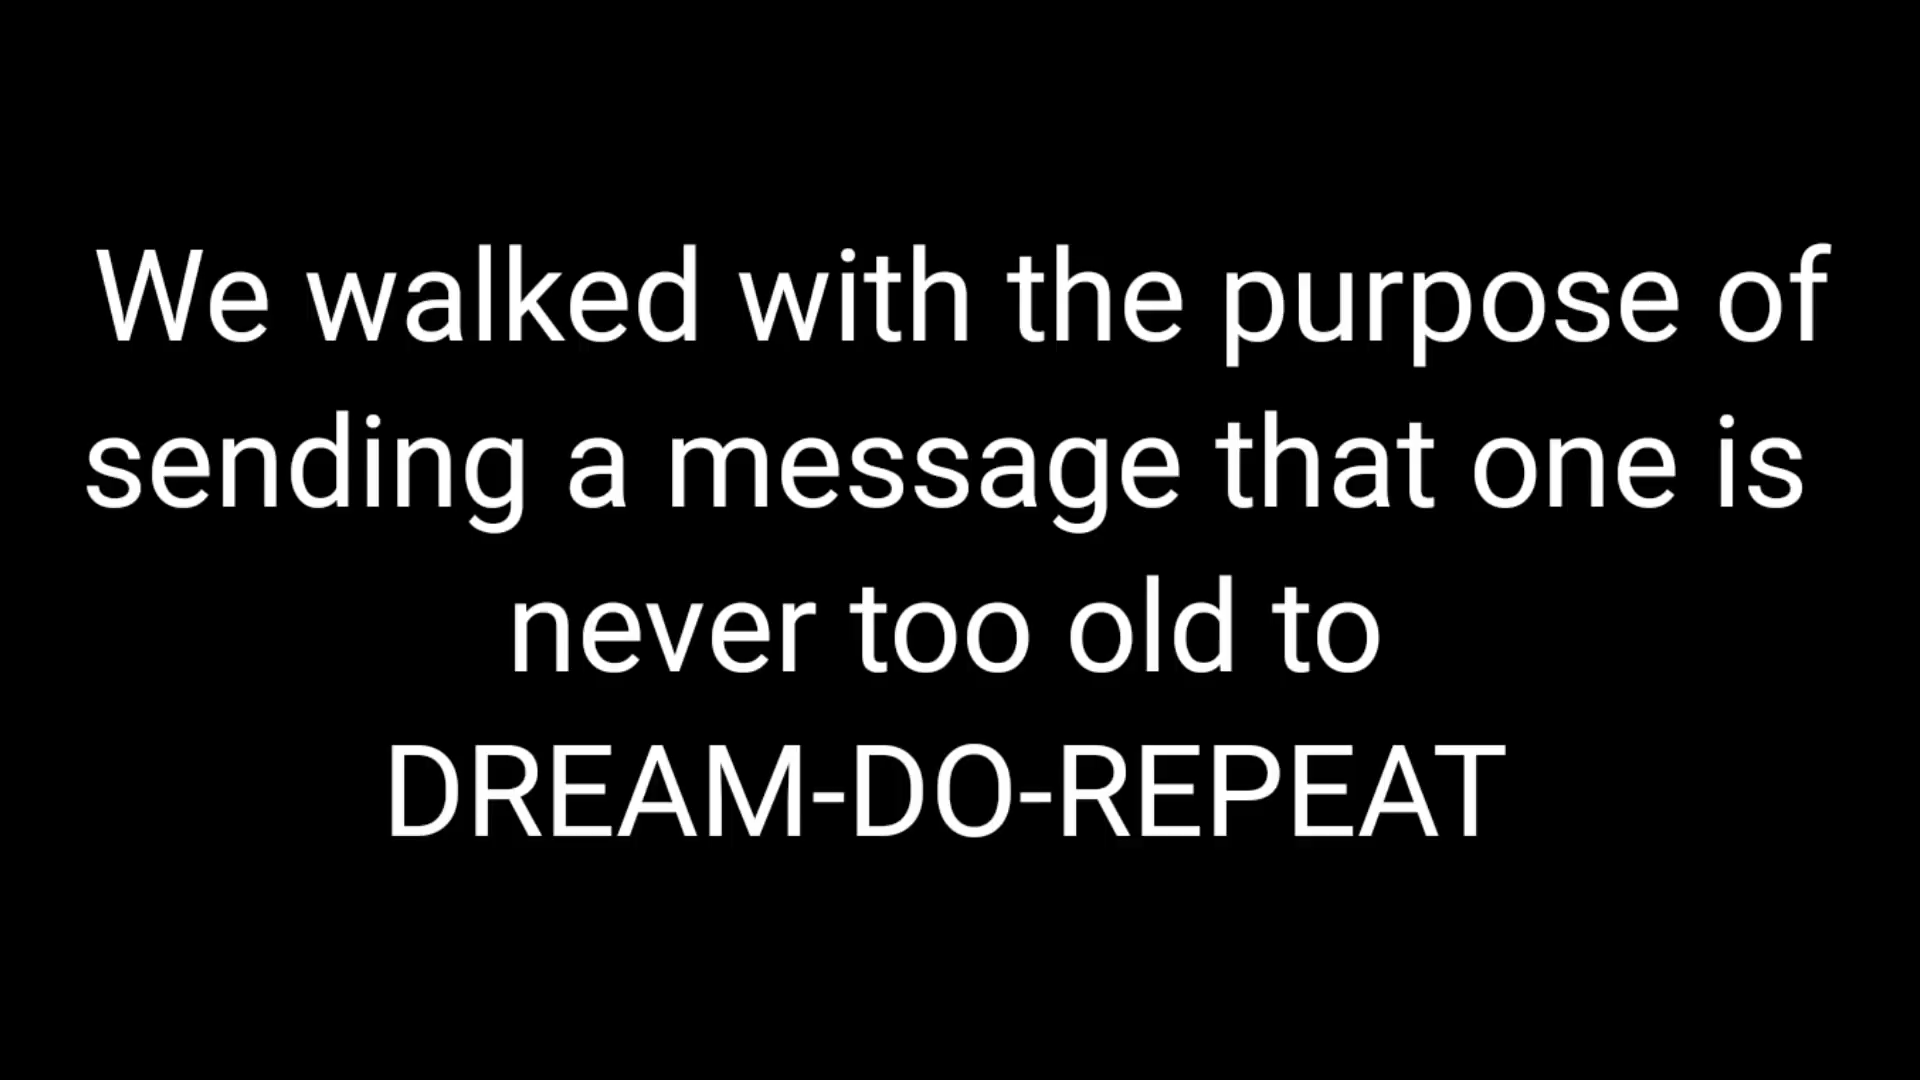 We walked with the purpose of
sending a message that one is
never too old to
DREAM-DO-REPEAT